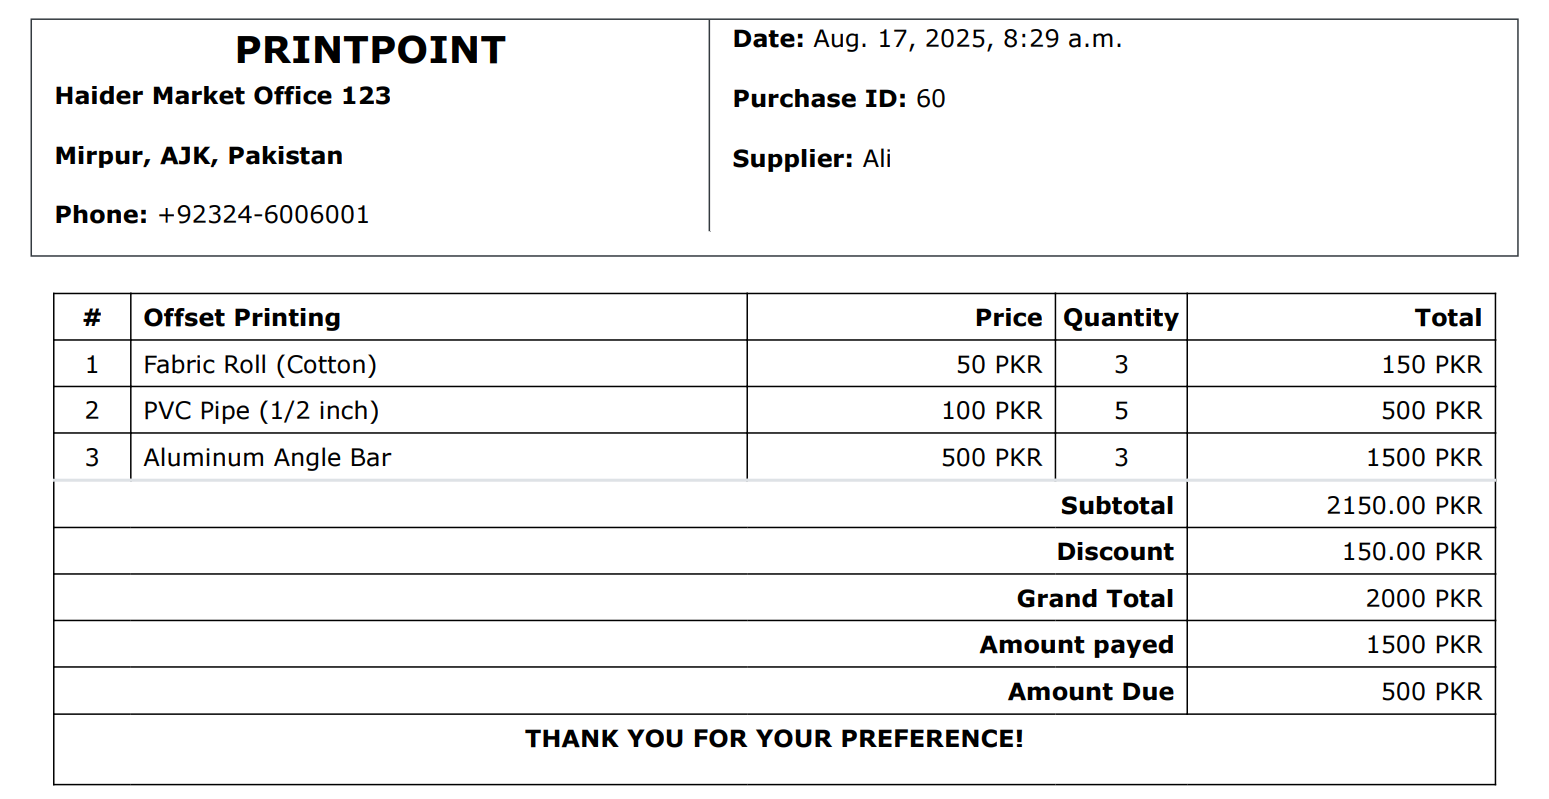 PRINTPOINT
Haider Market Office 123
Mirpur, AJK, Pakistan
Phone: +92324-6006001
Date: Aug. 17, 2025, 8:29 a.m.
Purchase ID: 60
Supplier: Ali
# Offset Printing Price Quantity Total
1 Fabric Roll (Cotton) 50 PKR 3 150 PKR
2 PVC Pipe (1/2 inch) 100 PKR 5 500 PKR
3 Aluminum Angle Bar 500 PKR 3 1500 PKR
Subtotal 2150.00 PKR
Discount 150.00 PKR
Grand Total 2000 PKR
Amount payed 1500 PKR
Amount Due 500 PKR
THANK YOU FOR YOUR PREFERENCE!